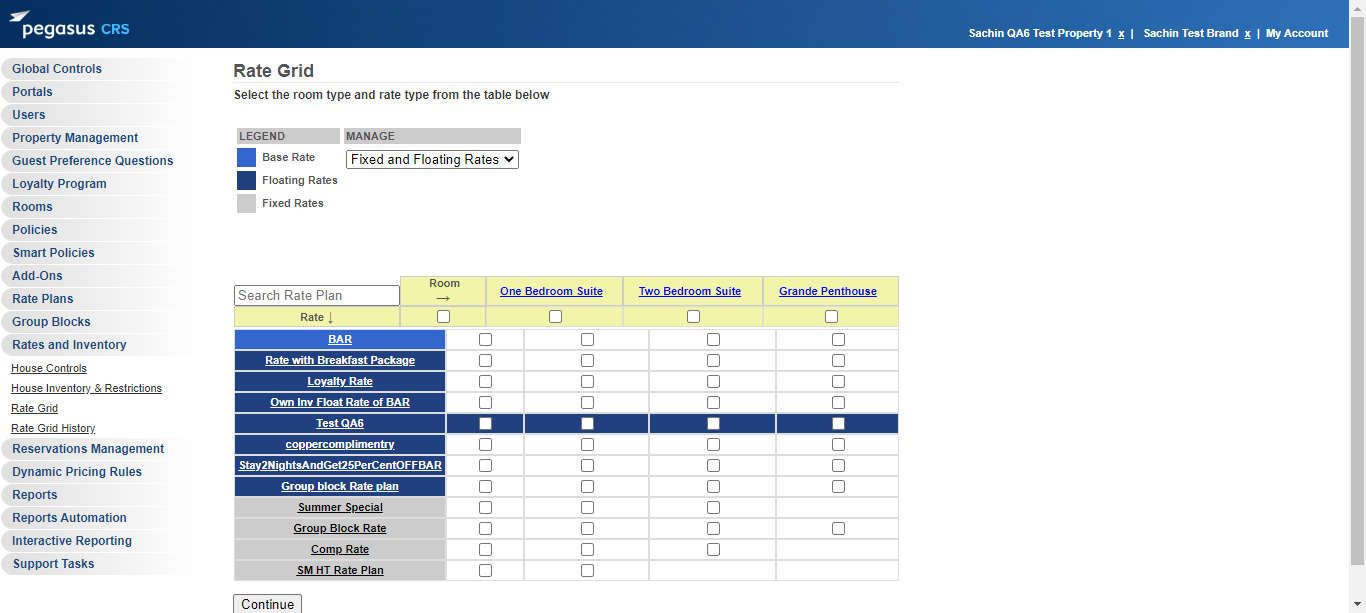 pegasus CRS
Sachin QA6 Test Property 1 x | Sachin Test Brand x | My Account
Global Controls
Portals
Users
Property Management
Guest Preference Questions
Loyalty Program
Rooms
Policies
Smart Policies
Add-Ons
Rate Plans
Group Blocks
Rates and Inventory
House Controls
House Inventory & Restrictions
Rate Grid
Rate Grid History
Reservations Management
Dynamic Pricing Rules
Reports
Reports Automation
Interactive Reporting
Support Tasks
Rate Grid
Select the room type and rate type from the table below
LEGEND MANAGE
Base Rate Fixed and Floating Rates
Floating Rates
Fixed Rates
Search Rate Plan Room → One Bedroom Suite Two Bedroom Suite Grande Penthouse
Rate ↓
BAR
Rate with Breakfast Package
Loyalty Rate
Own Inv Float Rate of BAR
Test QA6
coppercomplimentry
Stay2NightsAndGet25PerCentOFFBAR
Group block Rate plan
Summer Special
Group Block Rate
Comp Rate
SM HT Rate Plan
Continue